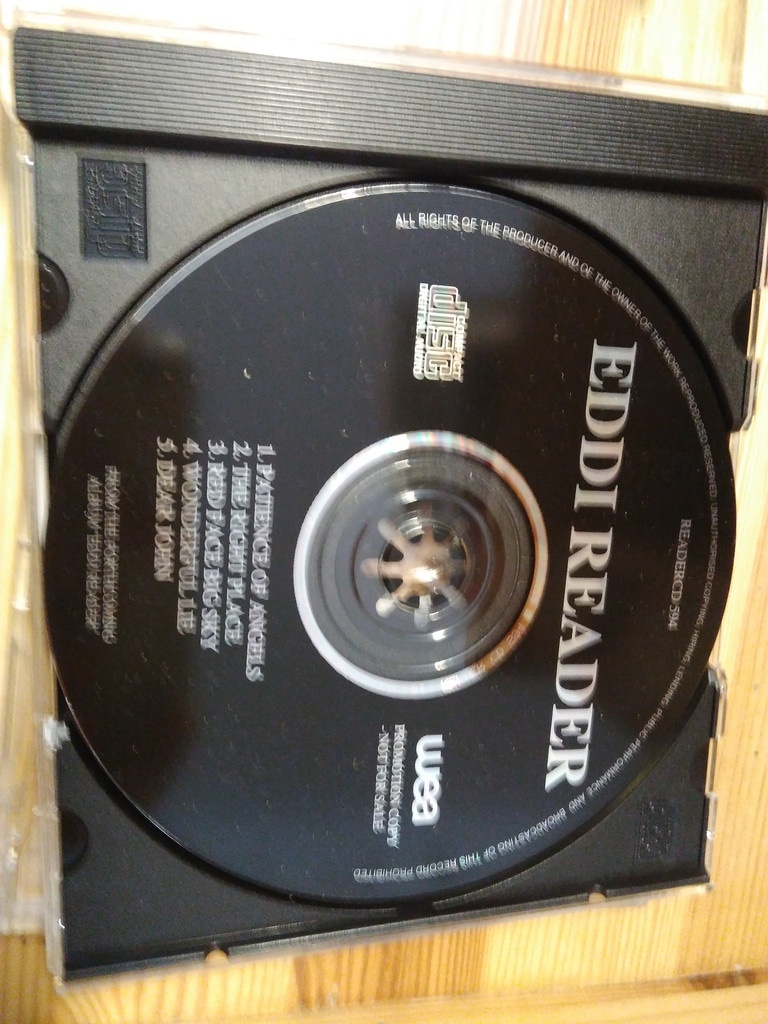 EDDI READER
READERCD 594
COMPACT
disc
DIGITAL AUDIO
wea
PROMOTION COPY
-NOT FOR SALE
1. PATIENCE OF ANGELS
2. THE RIGHT PLACE
3. RED FACE BIG SKY
4. WONDERFUL LIE
5. DEAR JOHN
FROM THE FORTHCOMING
ALBUM 'EDDI READER'
ALL RIGHTS OF THE PRODUCER AND OF THE OWNER OF THE WORK REPRODUCED RESERVED. UNAUTHORISED COPYING, HIRING, LENDING, PUBLIC PERFORMANCE AND BROADCASTING OF THIS RECORD PROHIBITED